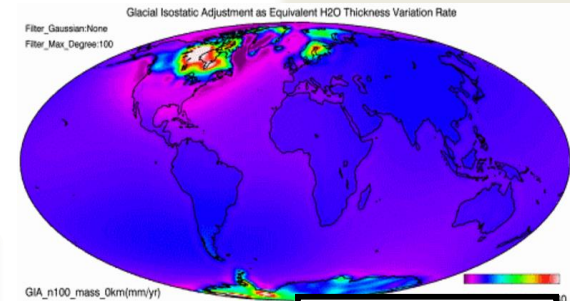 Glacial Isostatic Adjustment as Equivalent H2O Thickness Variation Rate
Filter_Gaussian:None
Filter_Max_Degree:100
GIA_n100_mass_0km(mm/yr)